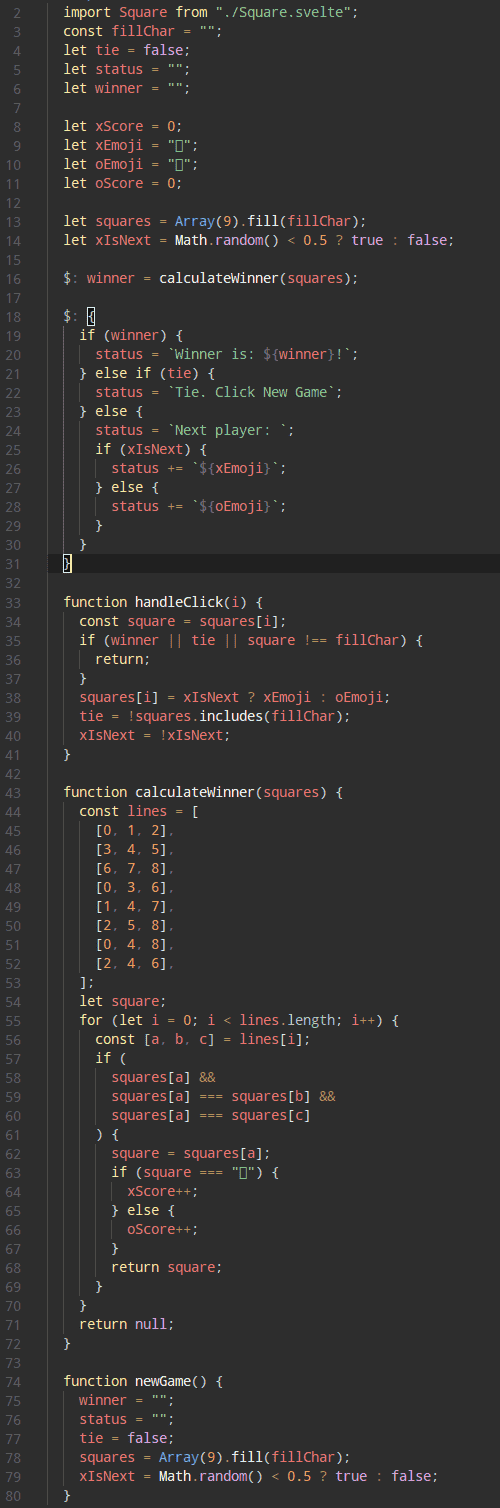 2 import Square from "./Square.svelte";
3 const fillChar = "";
4 let tie = false;
5 let status = "";
6 let winner = "";
7
8 let xScore = 0;
9 let xEmoji = "▯";
10 let oEmoji = "▯";
11 let oScore = 0;
12
13 let squares = Array(9).fill(fillChar);
14 let xIsNext = Math.random() < 0.5 ? true : false;
15
16 $: winner = calculateWinner(squares);
17
18 $: {
19 if (winner) {
20 status = `Winner is: ${winner}!`;
21 } else if (tie) {
22 status = `Tie. Click New Game`;
23 } else {
24 status = `Next player: `;
25 if (xIsNext) {
26 status += `${xEmoji}`;
27 } else {
28 status += `${oEmoji}`;
29 }
30 }
31 }
32
33 function handleClick(i) {
34 const square = squares[i];
35 if (winner || tie || square !== fillChar) {
36 return;
37 }
38 squares[i] = xIsNext ? xEmoji : oEmoji;
39 tie = !squares.includes(fillChar);
40 xIsNext = !xIsNext;
41 }
42
43 function calculateWinner(squares) {
44 const lines = [
45 [0, 1, 2],
46 [3, 4, 5],
47 [6, 7, 8],
48 [0, 3, 6],
49 [1, 4, 7],
50 [2, 5, 8],
51 [0, 4, 8],
52 [2, 4, 6],
53 ];
54 let square;
55 for (let i = 0; i < lines.length; i++) {
56 const [a, b, c] = lines[i];
57 if (
58 squares[a] &&
59 squares[a] === squares[b] &&
60 squares[a] === squares[c]
61 ) {
62 square = squares[a];
63 if (square === "▯") {
64 xScore++;
65 } else {
66 oScore++;
67 }
68 return square;
69 }
70 }
71 return null;
72 }
73
74 function newGame() {
75 winner = "";
76 status = "";
77 tie = false;
78 squares = Array(9).fill(fillChar);
79 xIsNext = Math.random() < 0.5 ? true : false;
80 }